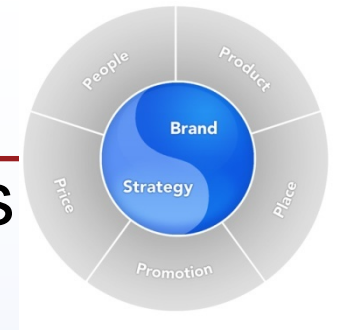 People
Product
Brand
Strategy
Price
Place
Promotion
s